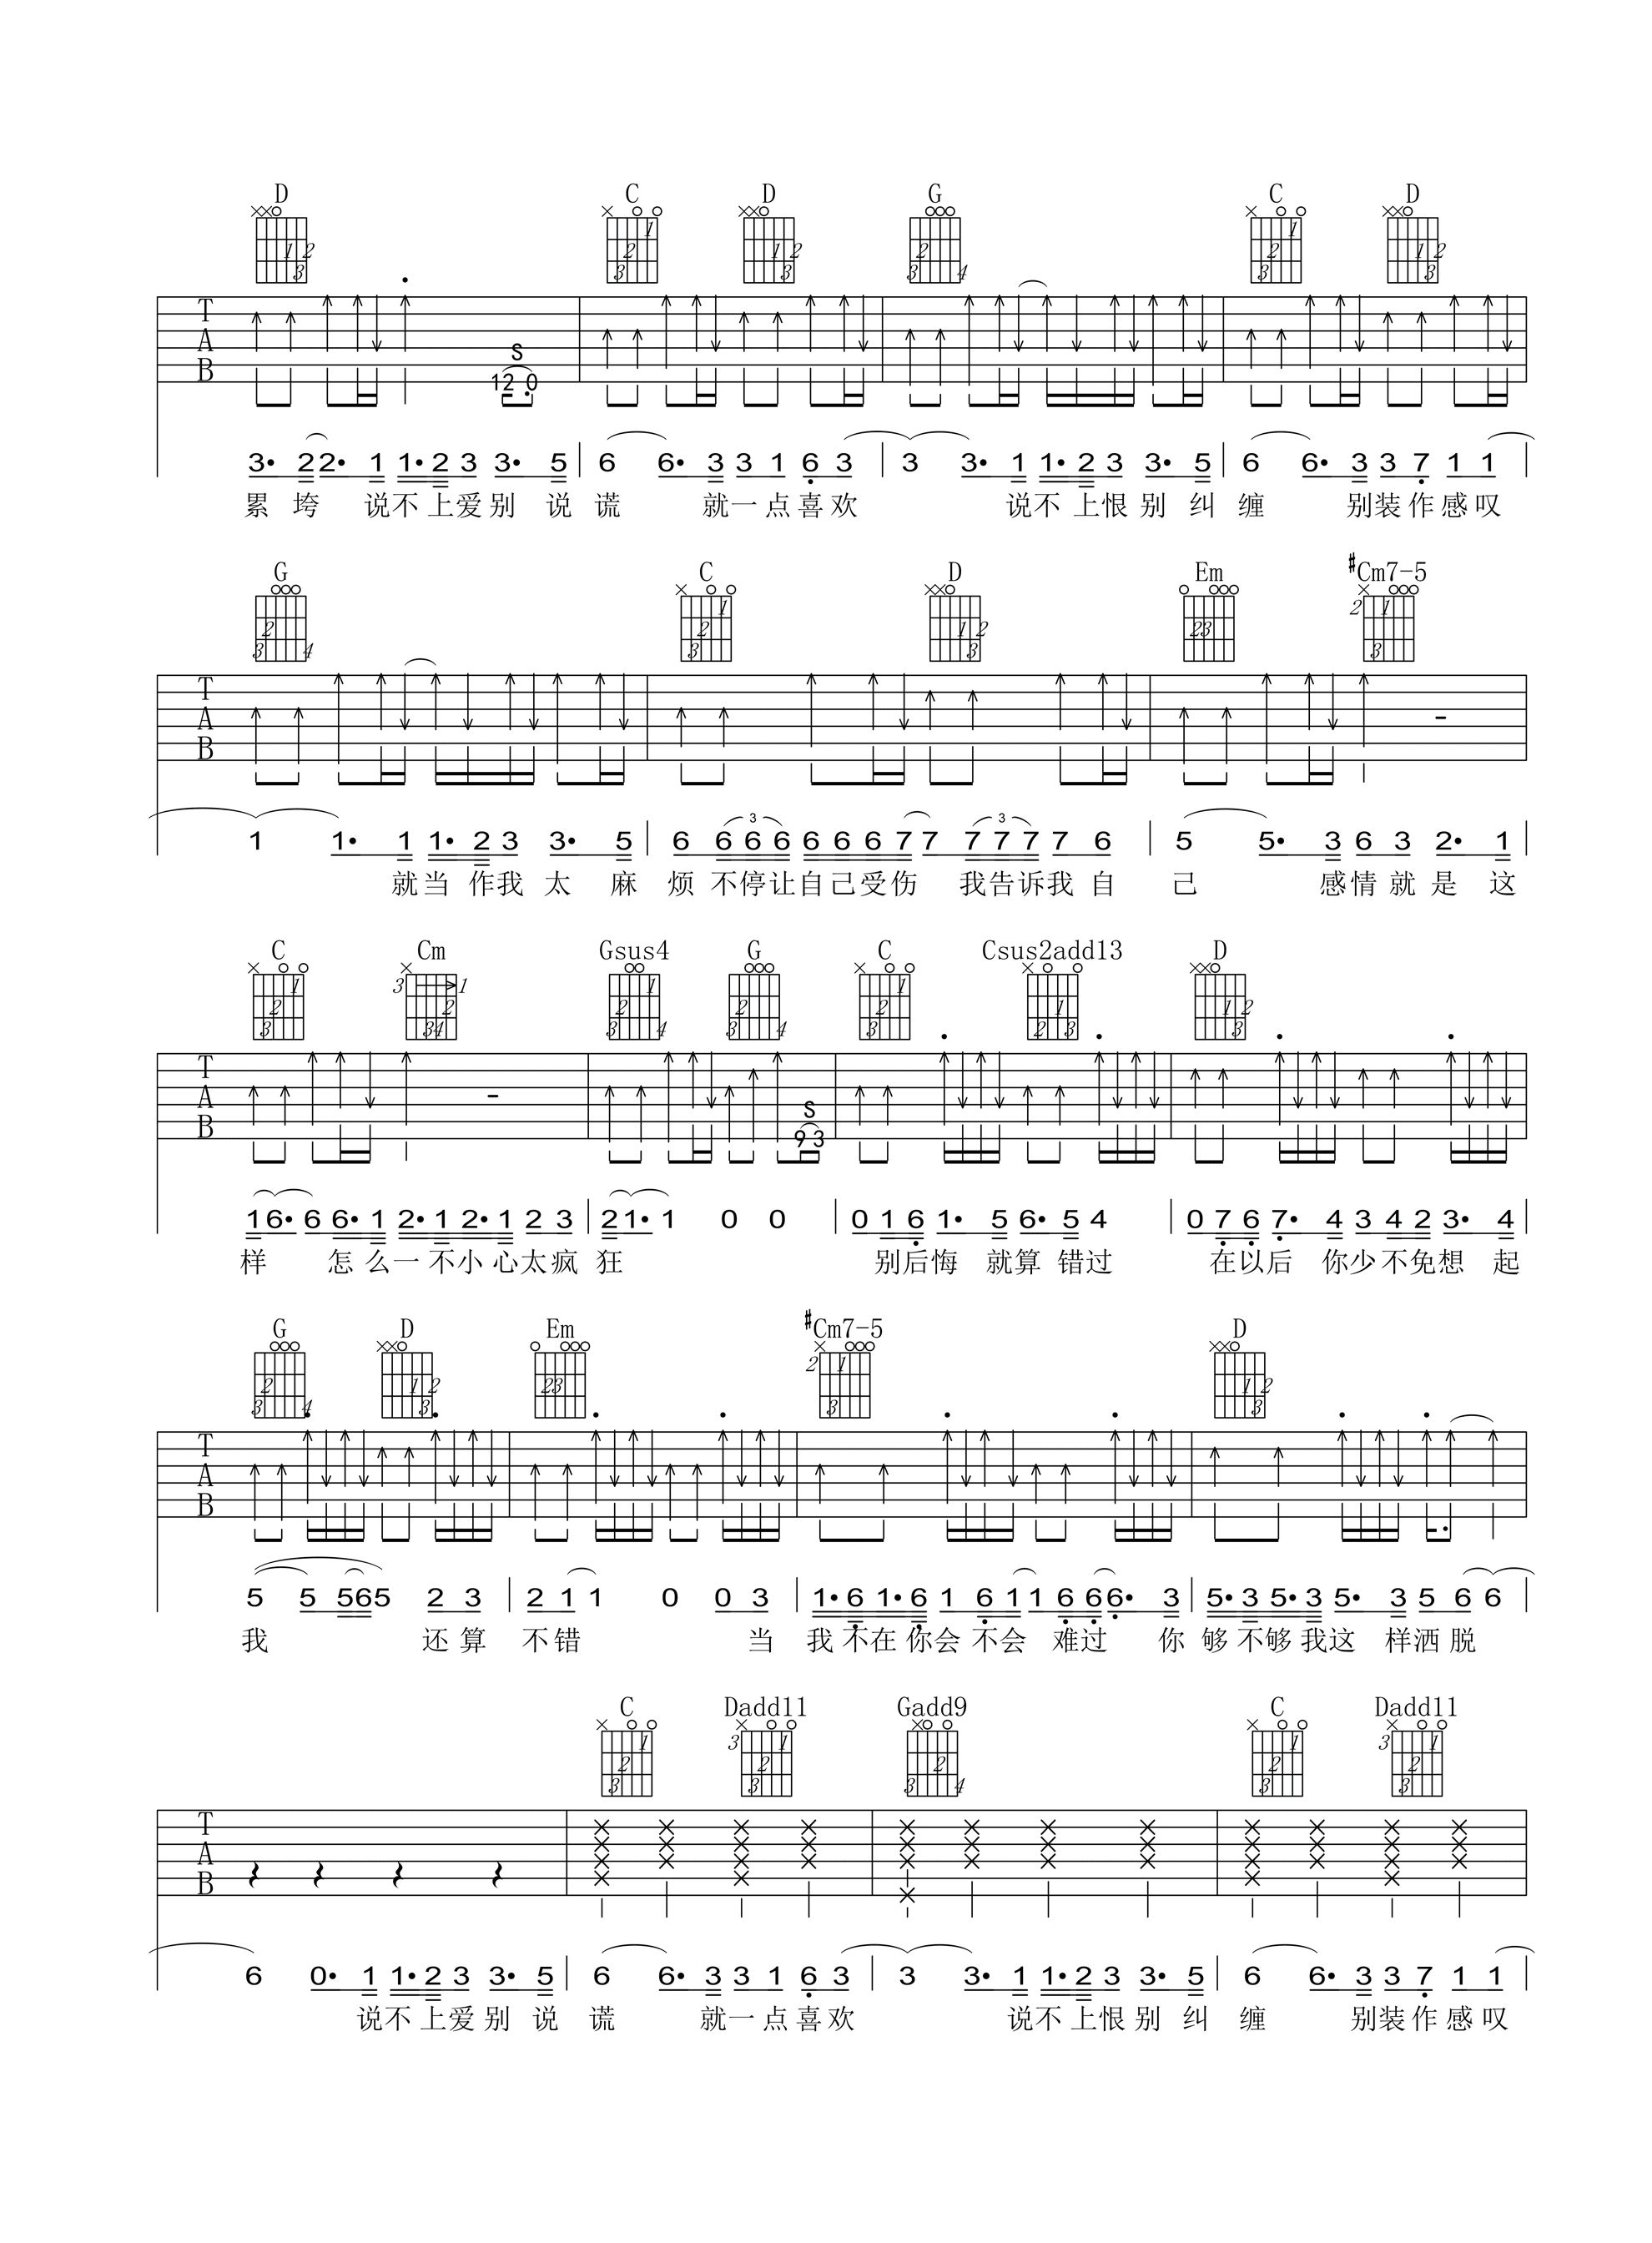 D C D G C D
T A B S 12 0
3• 2 2• 1 1• 2 3 3• 5 6 6• 3 3 1 6 3 3 3• 1 1• 2 3 3• 5 6 6• 3 3 7 1 1
累 垮 说不上爱别 说 谎 就一点喜欢 说不上恨别 纠 缠 别装作感叹
G C D Em #Cm7-5
T A B -
1 1• 1 1• 2 3 3• 5 6 6 6 6 6 6 6 7 7 7 7 7 7 6 5 5• 3 6 3 2• 1
就当作我太 麻 烦 不停让自己受伤 我告诉我自 己 感情就是 这
C Cm Gsus4 G C Csus2add13 D
T A B - S 9 3
1 6• 6 6• 1 2• 1 2• 1 2 3 2 1• 1 0 0 0 1 6 1• 5 6• 5 4 0 7 6 7• 4 3 4 2 3• 4
样 怎么一不小心太疯 狂 别后悔 就算错过 在以后 你少不免想 起
G D Em #Cm7-5 D
T A B
5 5 5 6 5 2 3 2 1 1 0 0 3 1• 6 1• 6 1 6 1 1 6 6 6• 3 5• 3 5• 3 5• 3 5 6 6
我 还算 不错 当 我不在你会不会 难过 你 够不够我这 样洒脱
C Dadd11 Gadd9 C Dadd11
T A B
6 0• 1 1• 2 3 3• 5 6 6• 3 3 1 6 3 3 3• 1 1• 2 3 3• 5 6 6• 3 3 7 1 1
说不上爱别 说 谎 就一点喜欢 说不上恨别 纠 缠 别装作感叹